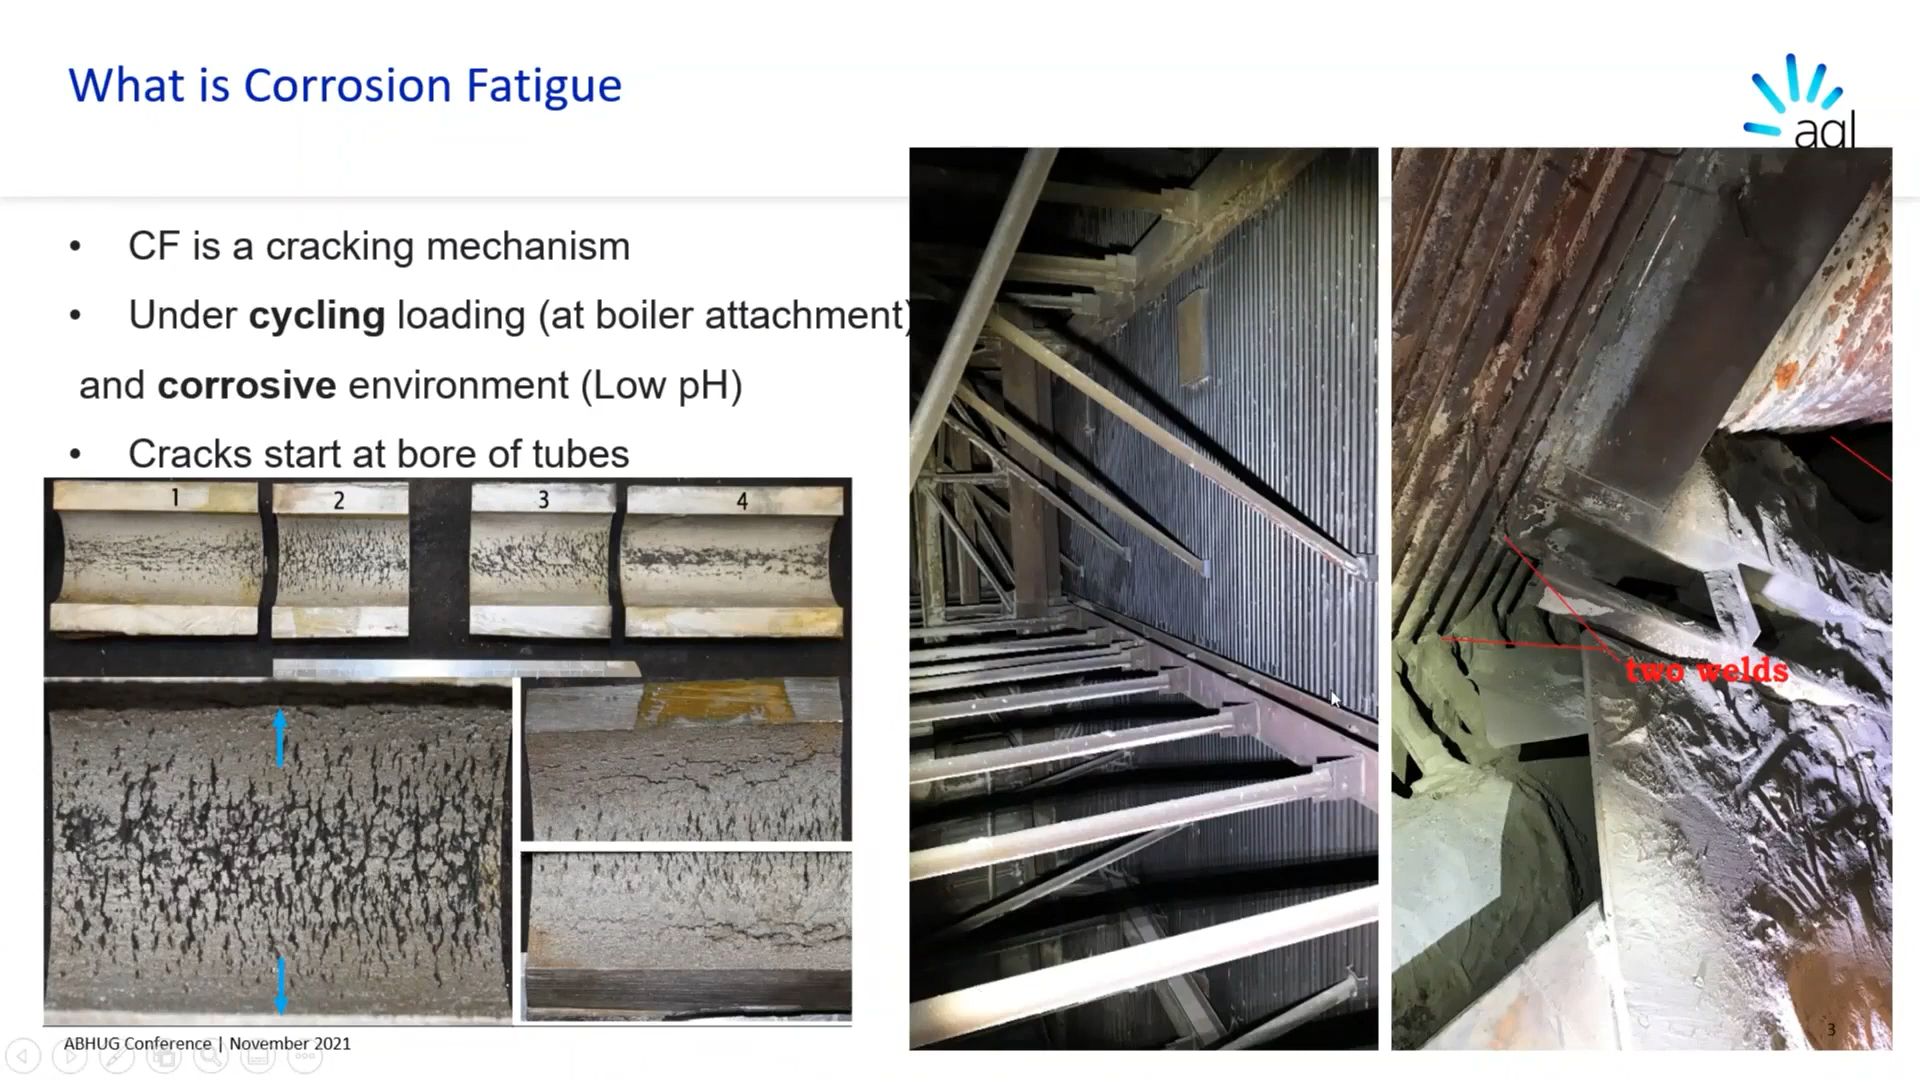 What is Corrosion Fatigue
agl
• CF is a cracking mechanism
• Under cycling loading (at boiler attachment)
and corrosive environment (Low pH)
• Cracks start at bore of tubes
1 2 3 4
two welds
ABHUG Conference | November 2021
3